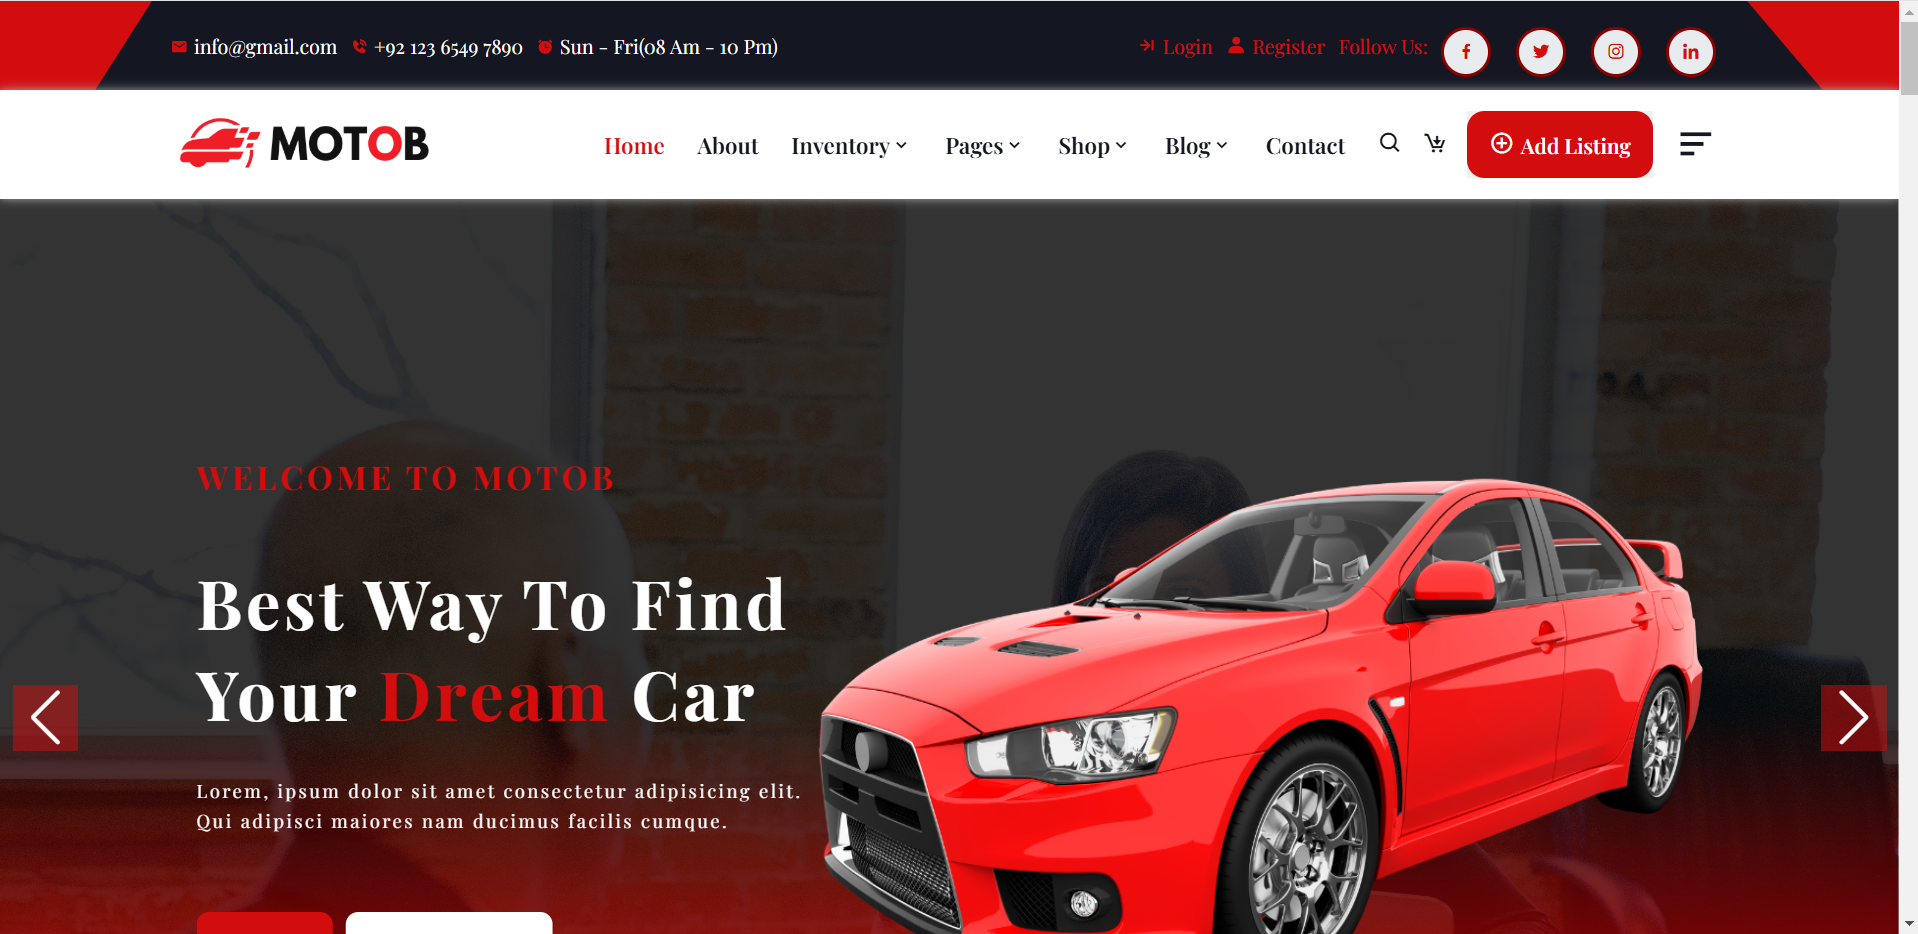 info@gmail.com +92 123 6549 7890 Sun - Fri(08 Am - 10 Pm) Login Register Follow Us:
MOTOB Home About Inventory Pages Shop Blog Contact Add Listing
WELCOME TO MOTOB
Best Way To Find
Your Dream Car
Lorem, ipsum dolor sit amet consectetur adipisicing elit.
Qui adipisci maiores nam ducimus facilis cumque.